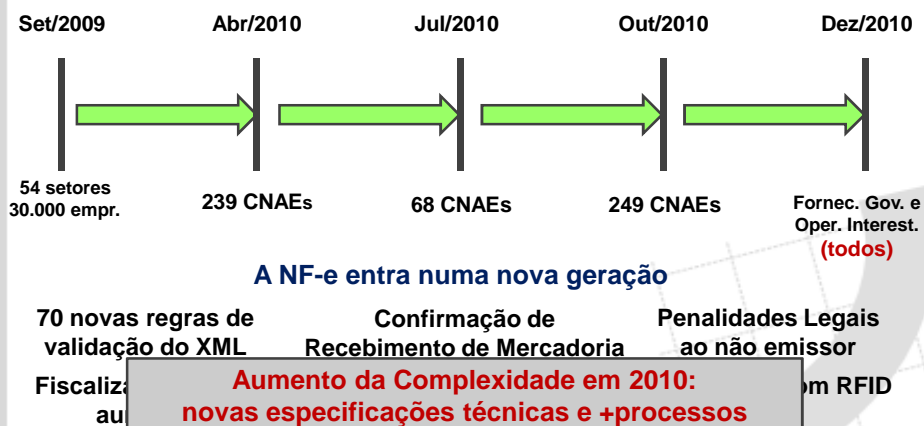 Set/2009
Abr/2010
Jul/2010
Out/2010
Dez/2010
54 setores
30.000 empr.
239 CNAEs
68 CNAEs
249 CNAEs
Fornec. Gov. e
Oper. Interest.
(todos)
A NF-e entra numa nova geração
70 novas regras de
validação do XML
Confirmação de
Recebimento de Mercadoria
Penalidades Legais
ao não emissor
RFID
Aumento da Complexidade em 2010:
novas especificações técnicas e +processos